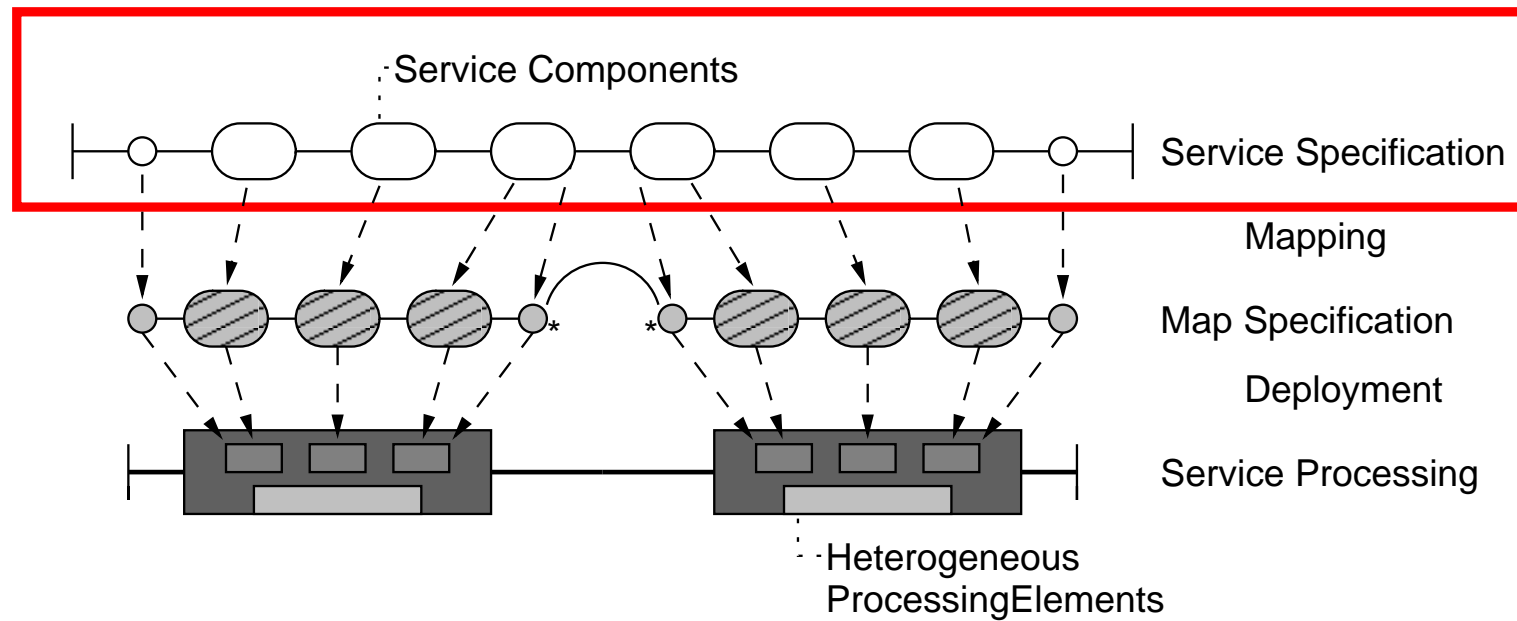 Service Components
Service Specification
Mapping
*
*
Map Specification
Deployment
Service Processing
Heterogeneous
ProcessingElements